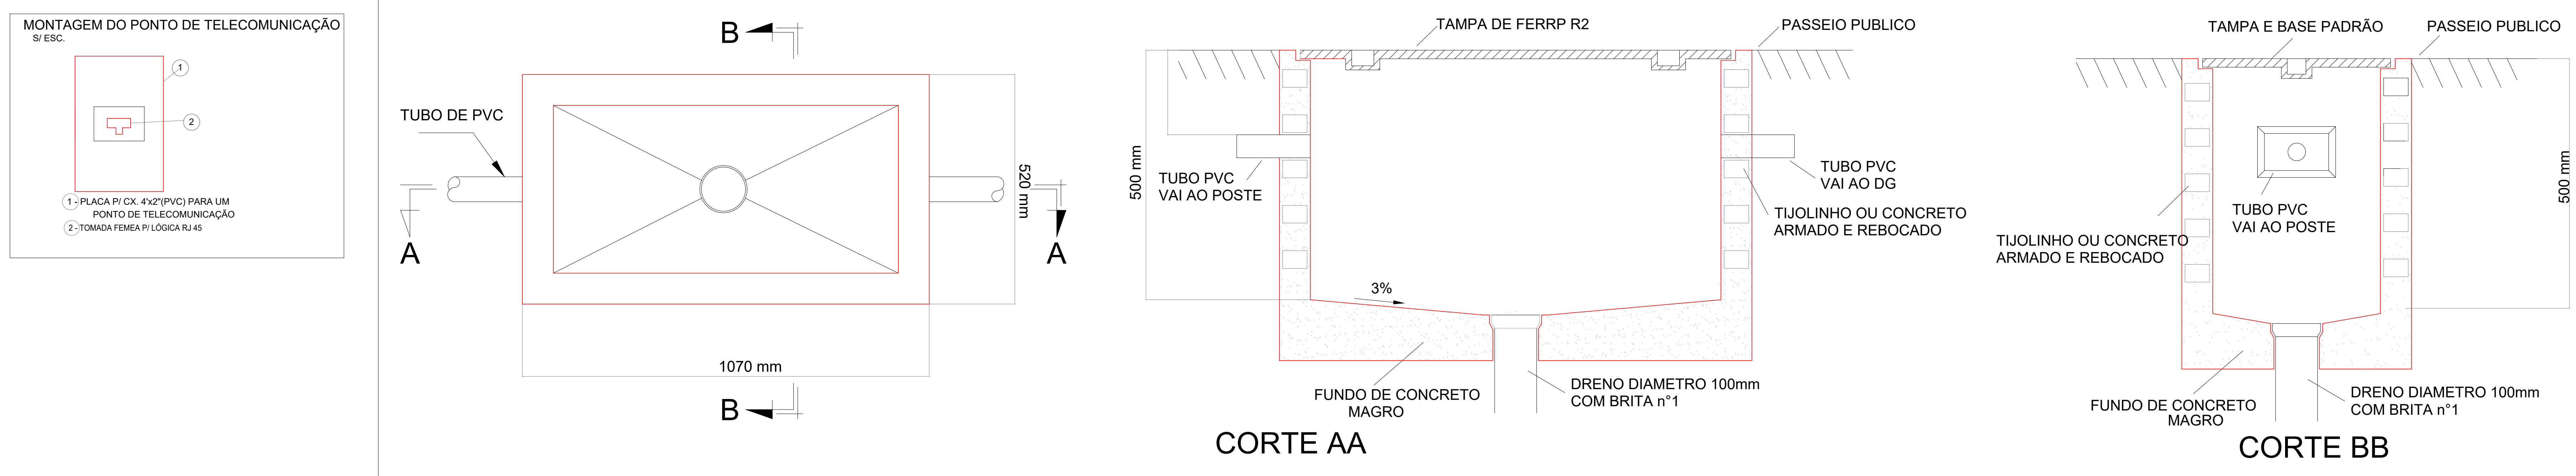 MONTAGEM DO PONTO DE TELECOMUNICAÇÃO
S/ ESC.
1
2
1 - PLACA P/ CX. 4'x2"(PVC) PARA UM
PONTO DE TELECOMUNICAÇÃO
2 - TOMADA FEMEA P/ LÓGICA RJ 45
B
TUBO DE PVC
520 mm
A
A
1070 mm
B
TAMPA DE FERRP R2
PASSEIO PUBLICO
500 mm
TUBO PVC
VAI AO POSTE
TUBO PVC
VAI AO DG
TIJOLINHO OU CONCRETO
ARMADO E REBOCADO
3%
FUNDO DE CONCRETO
MAGRO
DRENO DIAMETRO 100mm
COM BRITA n°1
CORTE AA
TAMPA E BASE PADRÃO
PASSEIO PUBLICO
500 mm
TUBO PVC
VAI AO POSTE
TIJOLINHO OU CONCRETO
ARMADO E REBOCADO
FUNDO DE CONCRETO
MAGRO
DRENO DIAMETRO 100mm
COM BRITA n°1
CORTE BB